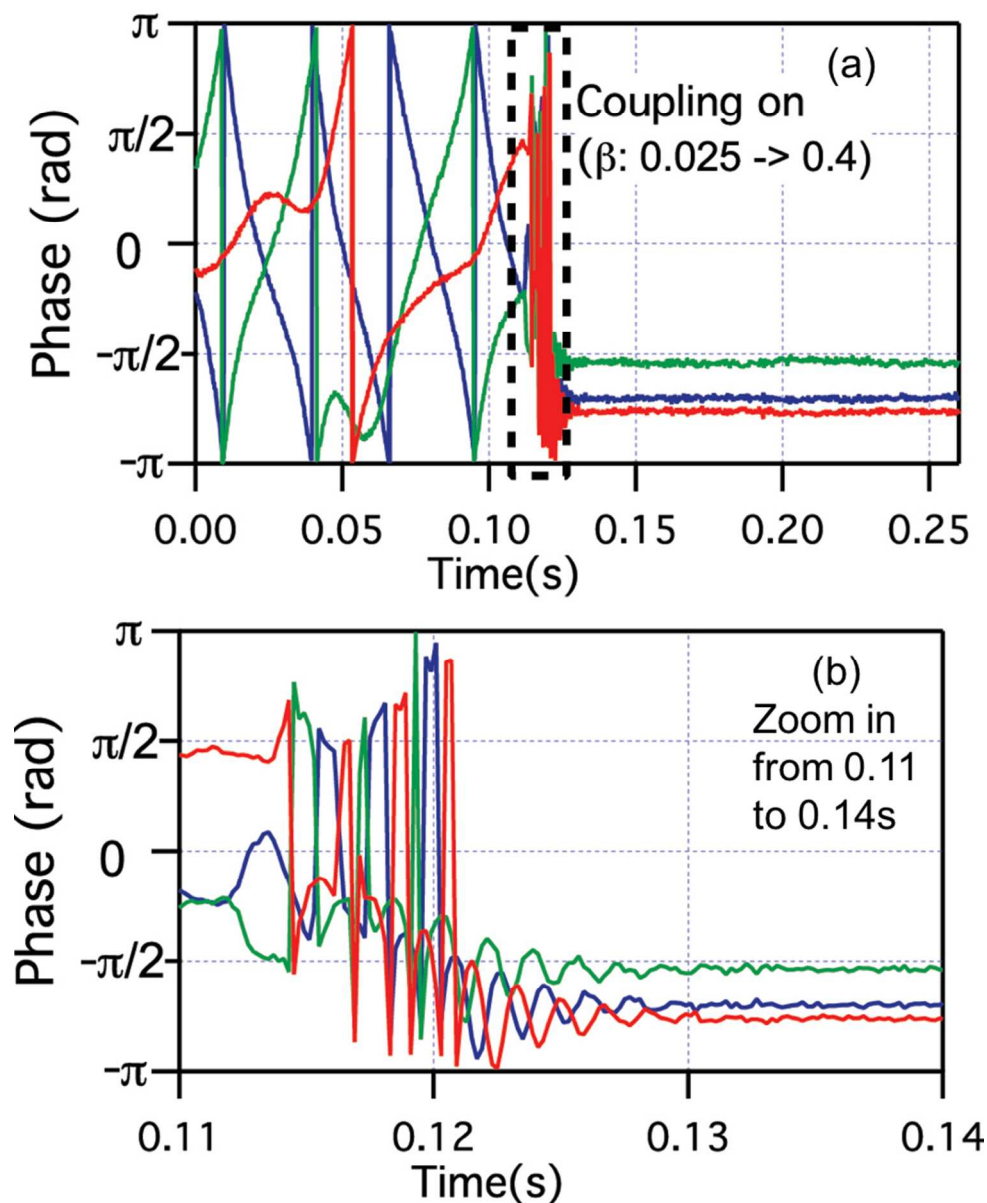 π
π/2
0
-π/2
-π
Phase (rad)
(a)
Coupling on
(β: 0.025 -> 0.4)
0.00 0.05 0.10 0.15 0.20 0.25
Time(s)
π
π/2
0
-π/2
-π
Phase (rad)
(b)
Zoom in
from 0.11
to 0.14s
0.11 0.12 0.13 0.14
Time(s)